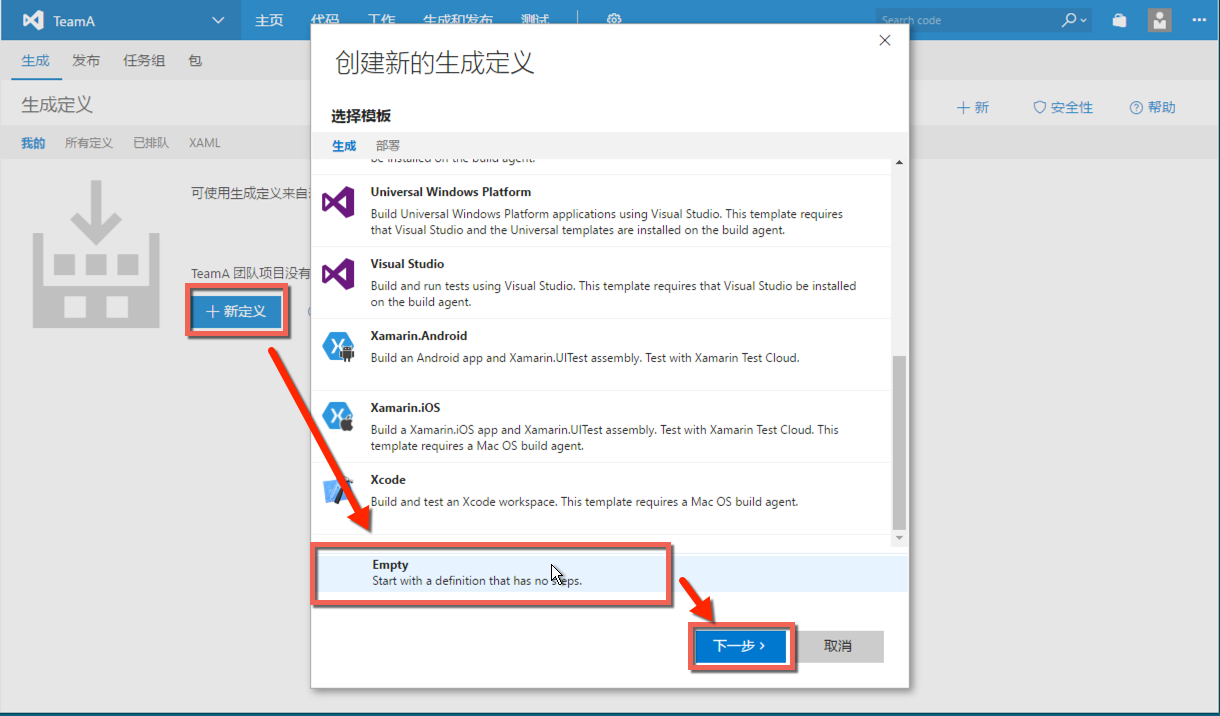 TeamA
主页 代码 工作 生成和发布 测试
Search code
生成 发布 任务组 包
生成定义
新 安全性 帮助
我的 所有定义 已排队 XAML
可使用生成定义来自
TeamA 团队项目没有
新定义
创建新的生成定义
选择模板
生成 部署
be installed on the build agent.
Universal Windows Platform
Build Universal Windows Platform applications using Visual Studio. This template requires
that Visual Studio and the Universal templates are installed on the build agent.
Visual Studio
Build and run tests using Visual Studio. This template requires that Visual Studio be installed
on the build agent.
Xamarin.Android
Build an Android app and Xamarin.UITest assembly. Test with Xamarin Test Cloud.
Xamarin.iOS
Build a Xamarin.iOS app and Xamarin.UITest assembly. Test with Xamarin Test Cloud. This
template requires a Mac OS build agent.
Xcode
Build and test an Xcode workspace. This template requires a Mac OS build agent.
Empty
Start with a definition that has no steps.
下一步 取消